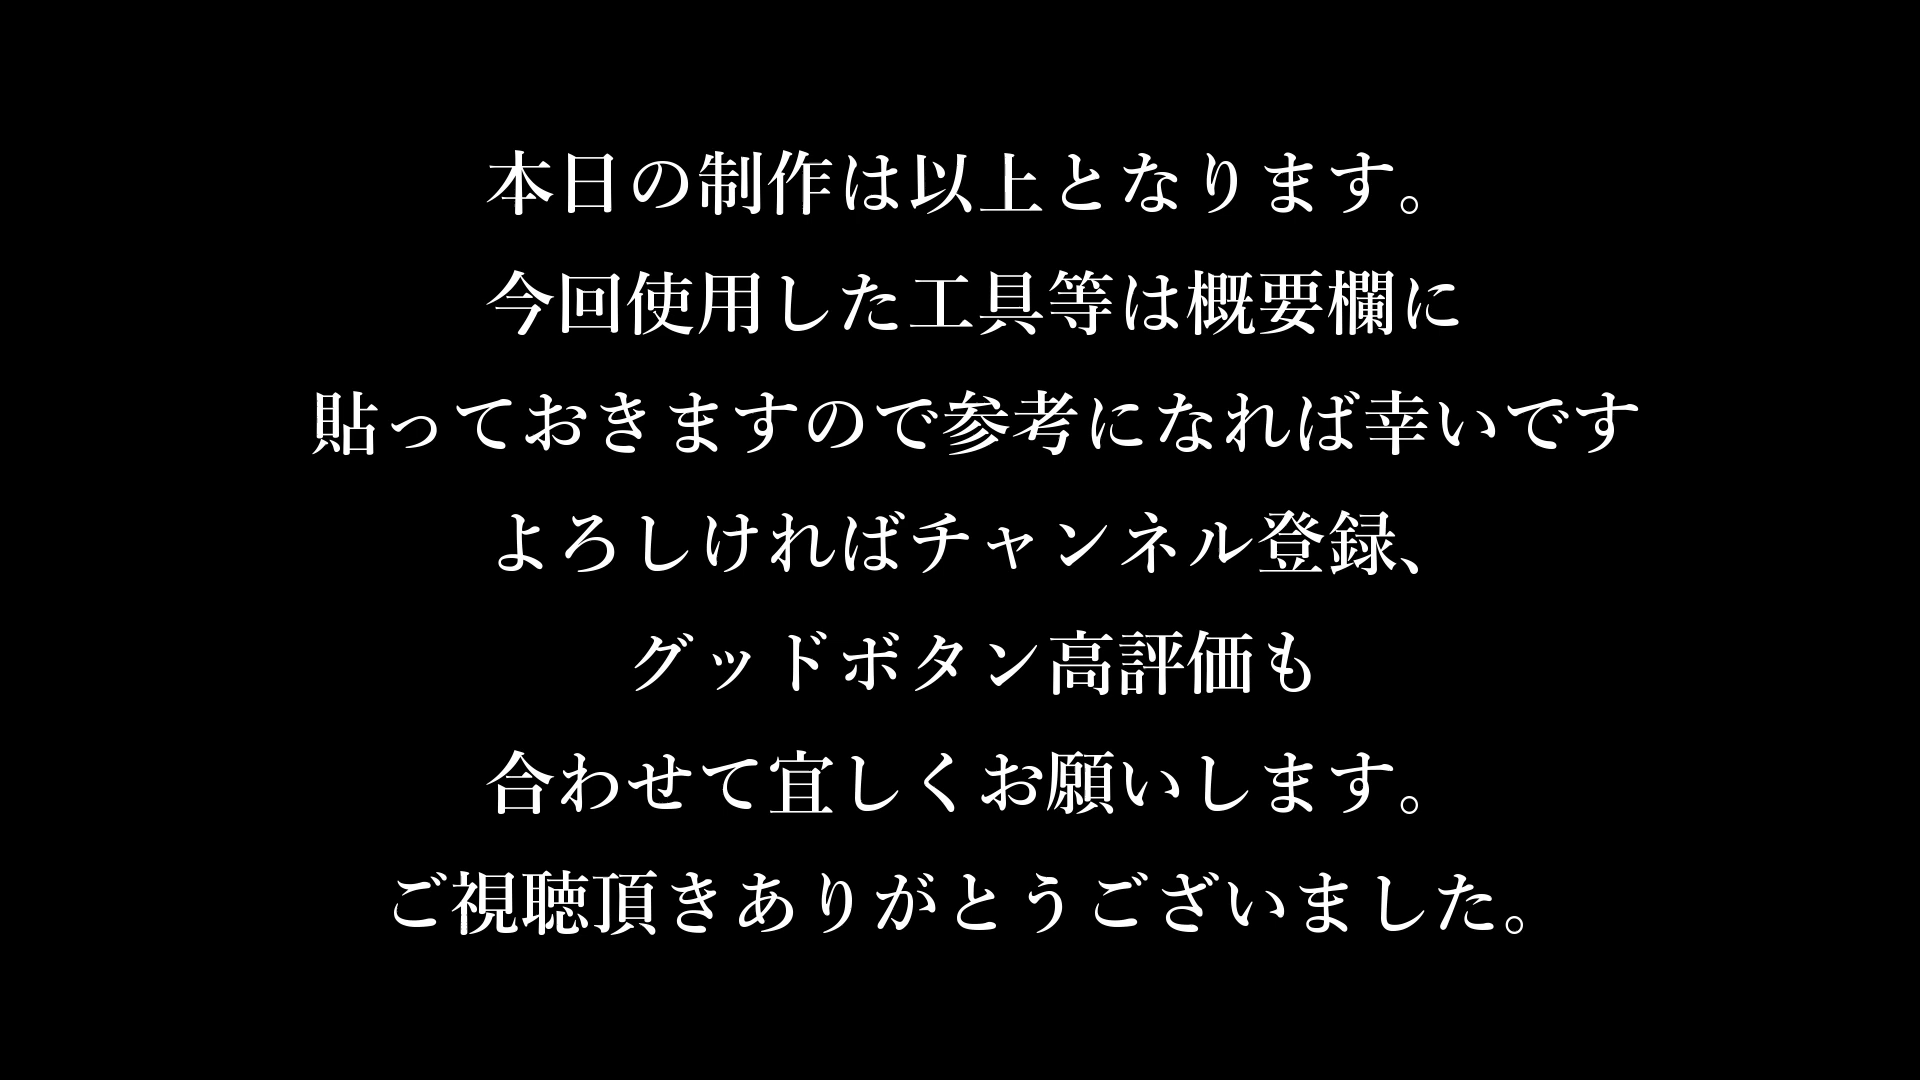 本日の制作は以上となります。
今回使用した工具等は概要欄に
貼っておきますので参考になれば幸いです
よろしければチャンネル登録、
グッドボタン高評価も
合わせて宜しくお願いします。
ご視聴頂きありがとうございました。